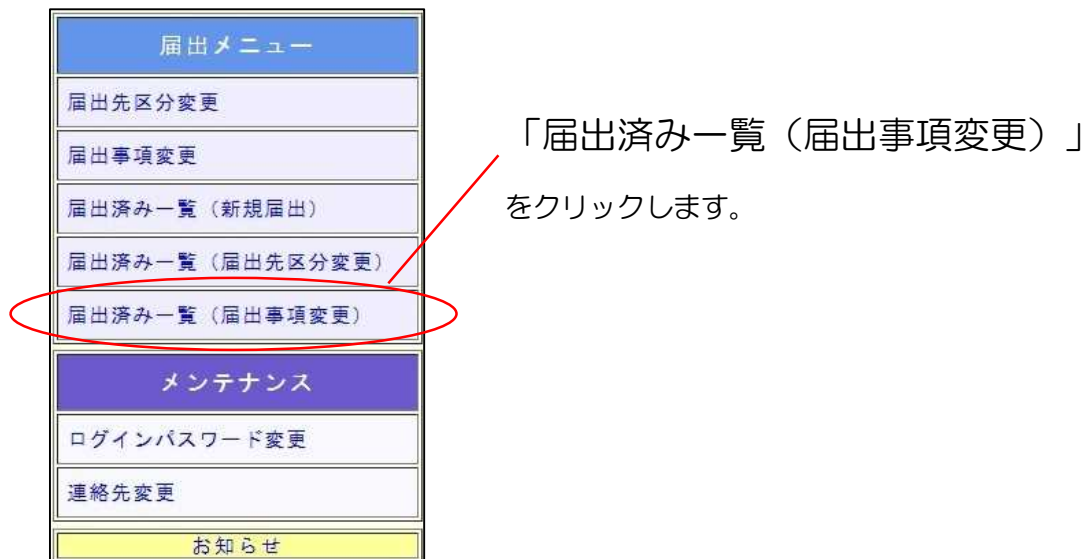 届出メニュー
届出先区分変更
届出事項変更
届出済み一覧（新規届出）
届出済み一覧（届出先区分変更）
届出済み一覧（届出事項変更）
メンテナンス
ログインパスワード変更
連絡先変更
お知らせ
「届出済み一覧（届出事項変更）」
をクリックします。